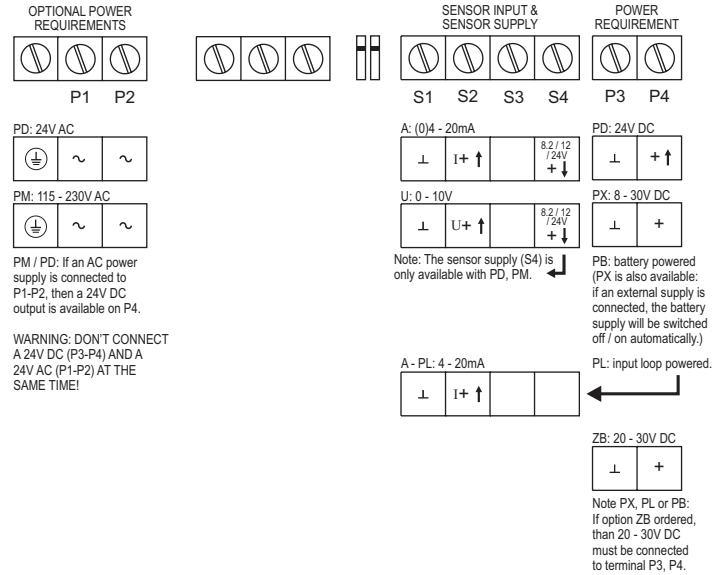 OPTIONAL POWER
REQUIREMENTS
P1 P2
PD: 24V AC
~ ~
PM: 115 - 230V AC
~ ~
PM / PD: If an AC power
supply is connected to
P1-P2, then a 24V DC
output is available on P4.
WARNING: DON'T CONNECT
A 24V DC (P3-P4) AND A
24V AC (P1-P2) AT THE
SAME TIME!
SENSOR INPUT &
SENSOR SUPPLY
S1 S2 S3 S4
A: (0)4 - 20mA
⊥ I+ ↑ 8.2 / 12
/ 24V
+ ↓
U: 0 - 10V
⊥ U+ ↑ 8.2 / 12
/ 24V
+ ↓
Note: The sensor supply (S4) is
only available with PD, PM.
A - PL: 4 - 20mA
⊥ I+ ↑
POWER
REQUIREMENT
P3 P4
PD: 24V DC
⊥ + ↑
PX: 8 - 30V DC
⊥ +
PB: battery powered
(PX is also available:
if an external supply is
connected, the battery
supply will be switched
off / on automatically.)
PL: input loop powered.
ZB: 20 - 30V DC
⊥ +
Note PX, PL or PB:
If option ZB ordered,
than 20 - 30V DC
must be connected
to terminal P3, P4.